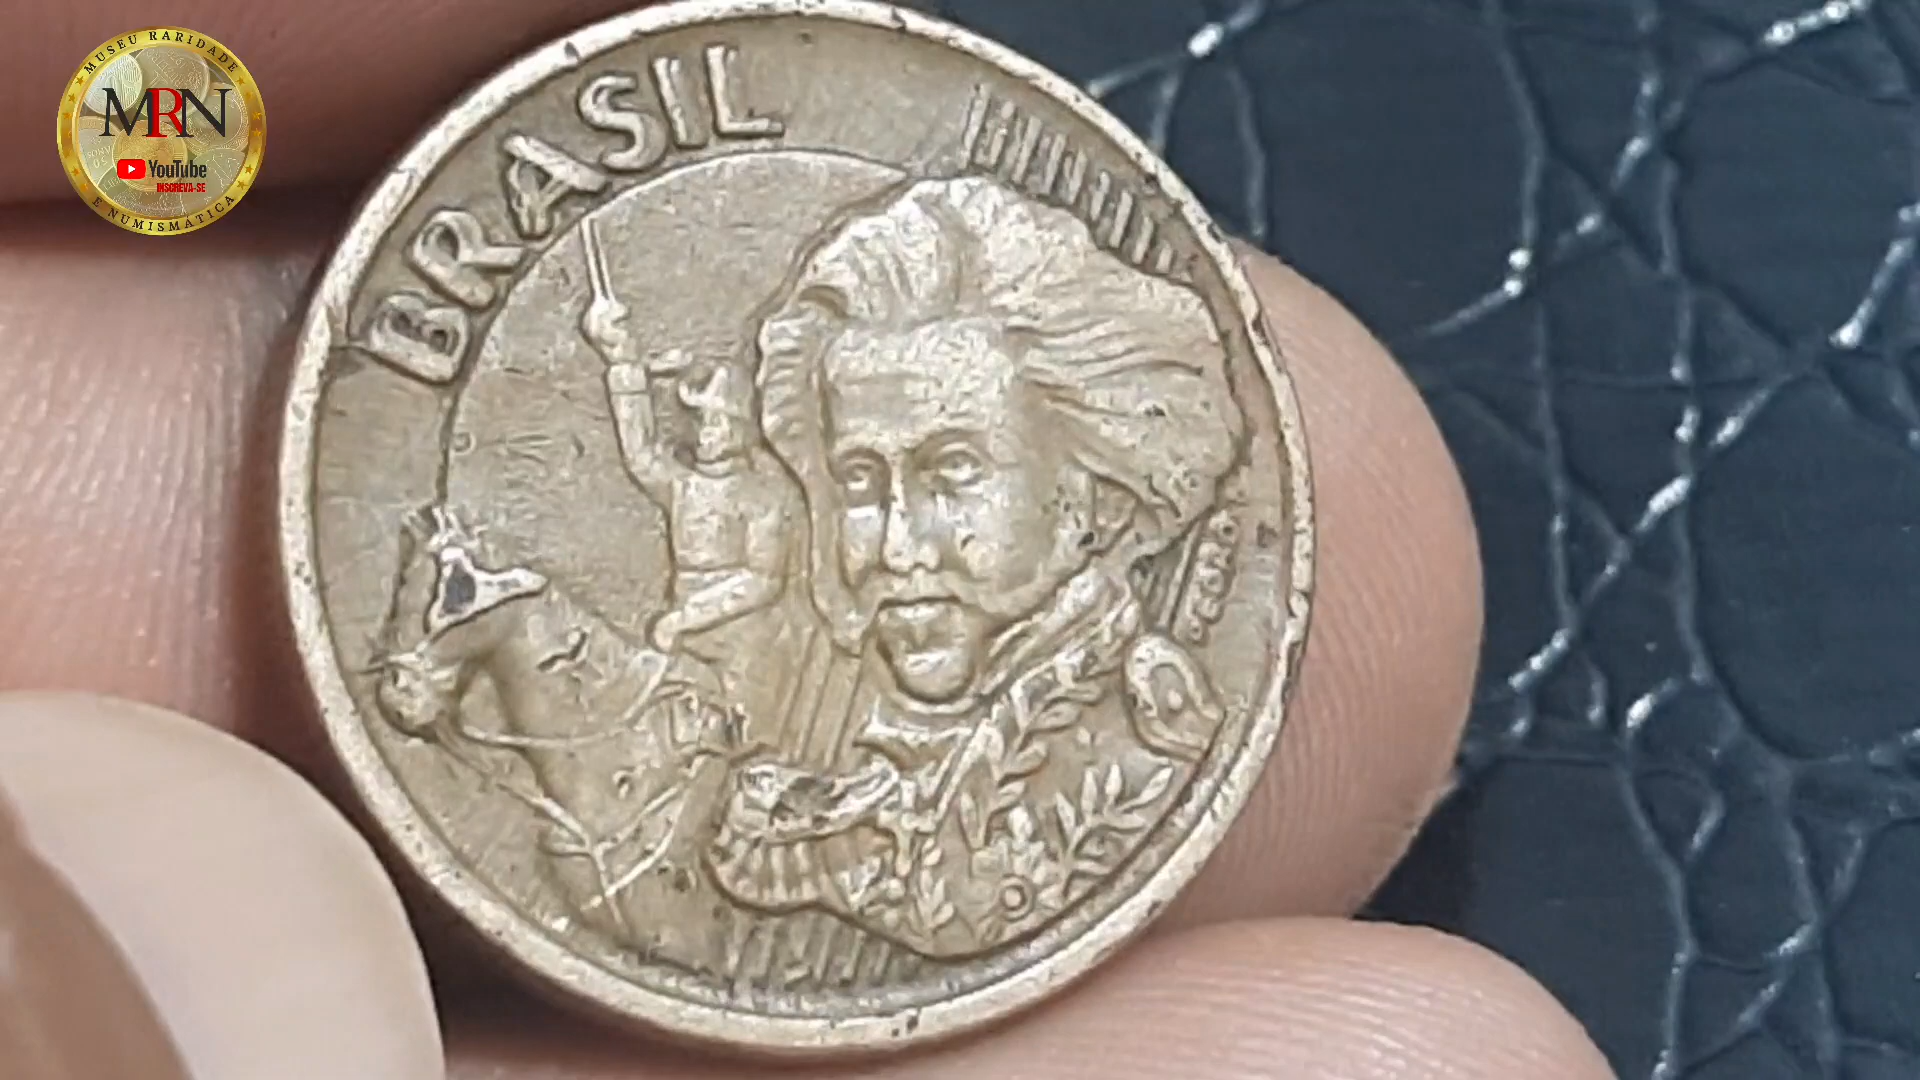 MUSEU RARIDADE
MRN
YouTube
INSCREVA-SE
E NUMISMÁTICA
BRASIL
PEDRO I